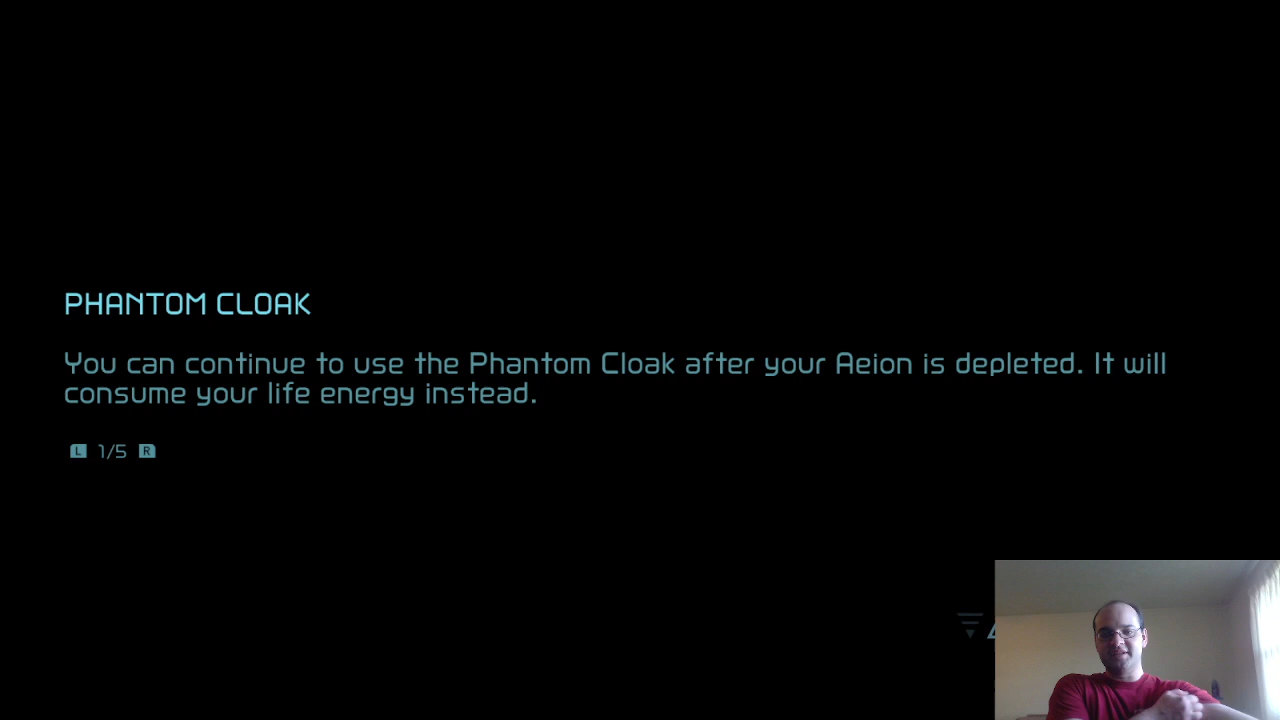 PHANTOM CLOAK
You can continue to use the Phantom Cloak after your Aeion is depleted. It will
consume your life energy instead.
L 1/5 R